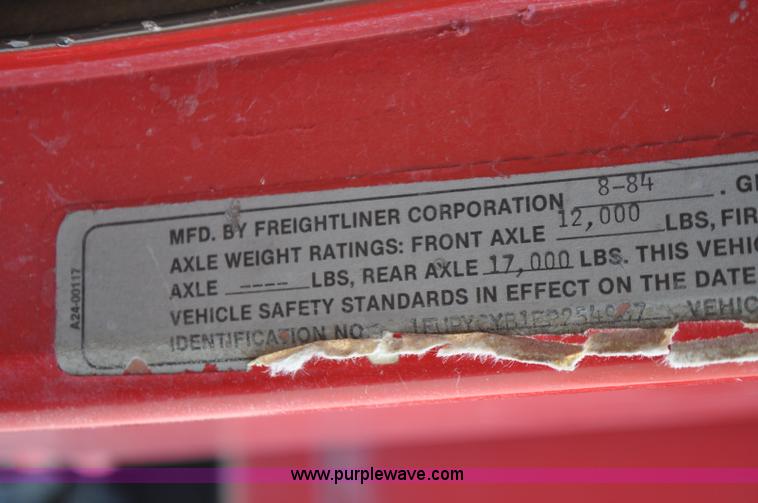 MFD. BY FREIGHTLINER CORPORATION 8-84 . G
AXLE WEIGHT RATINGS: FRONT AXLE 12,000 LBS, FIR
AXLE ---- LBS, REAR AXLE 17,000 LBS. THIS VEHIC
VEHICLE SAFETY STANDARDS IN EFFECT ON THE DATE
IDENTIFICATION NO. VEHIC
A24-00117
www.purplewave.com